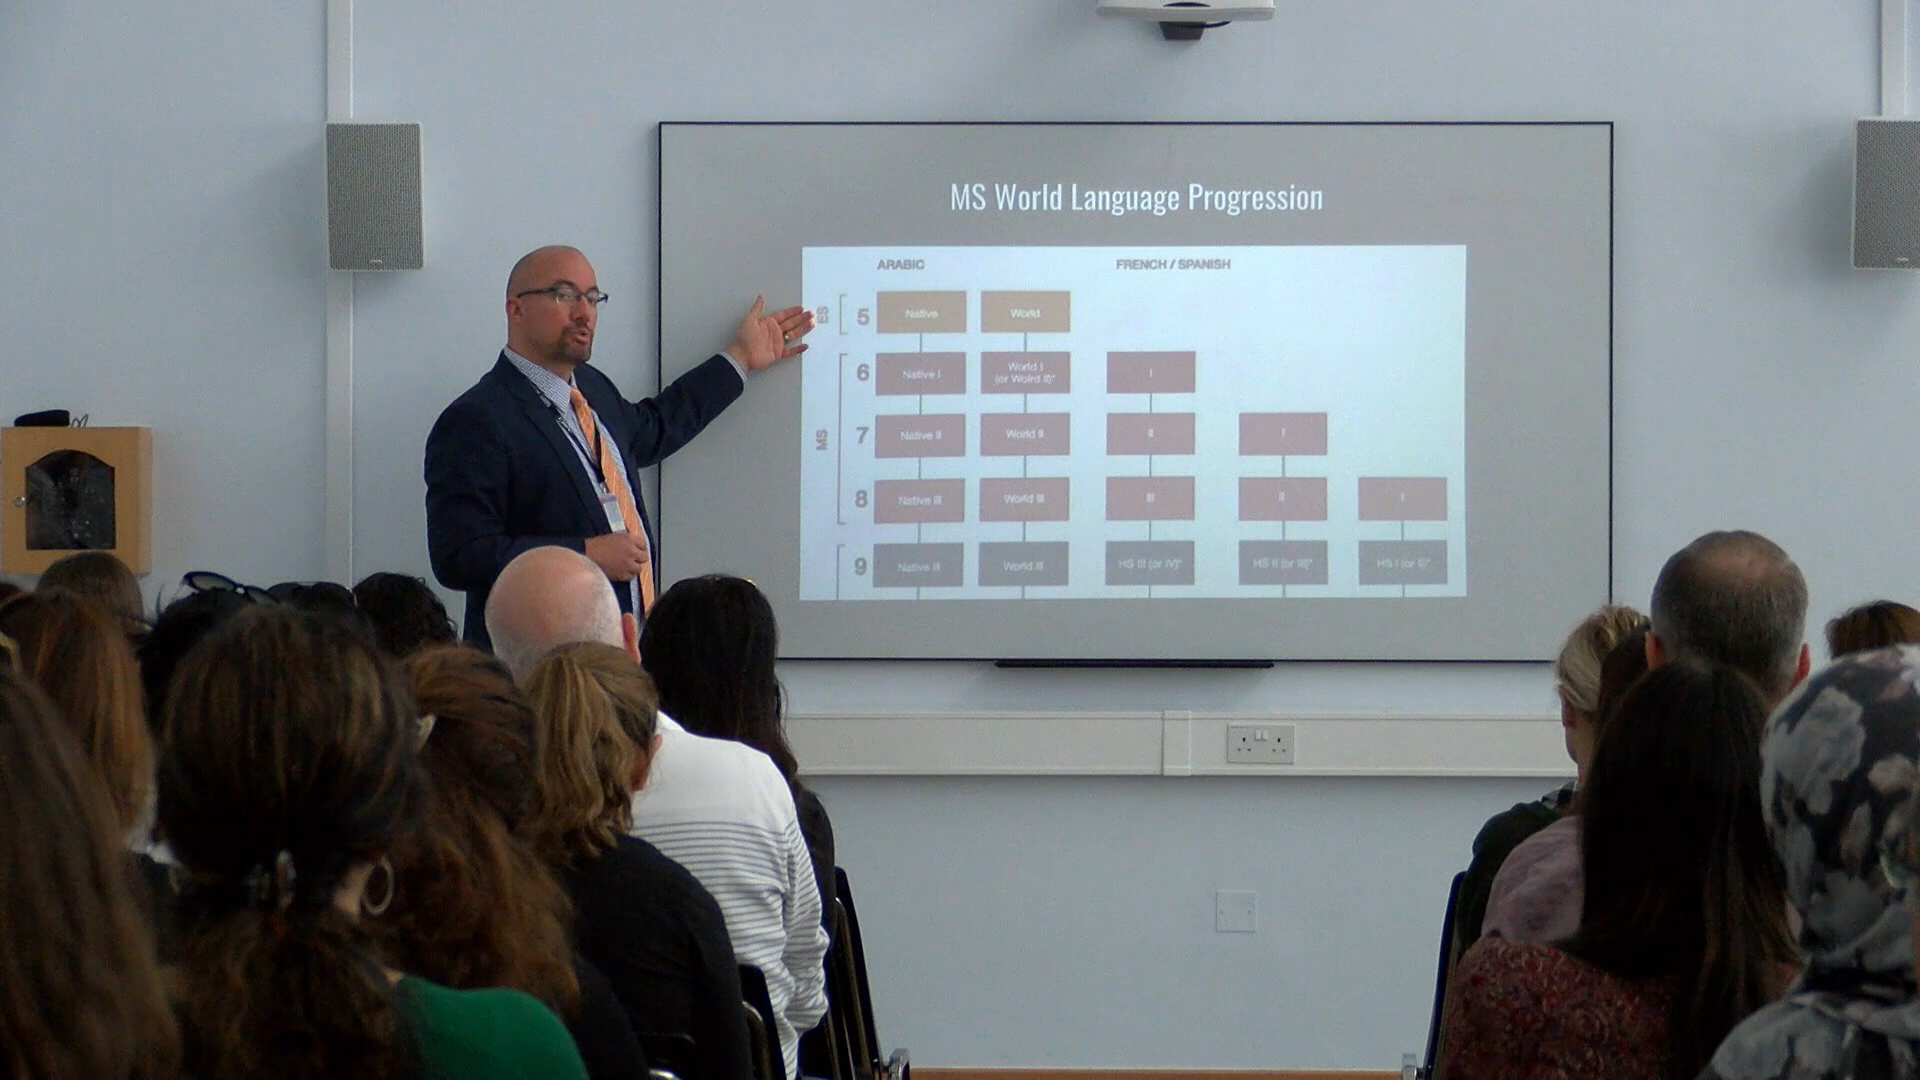 MS World Language Progression
ARABIC
FRENCH / SPANISH
ES
5
Native
World
6
Native I
World I
(or Wolrd II)*
I
MS
7
Native II
World II
II
I
8
Native III
World III
III
II
I
9
Native III
World III
HS III (or IV)*
HS II (or III)*
HS I (or II)*